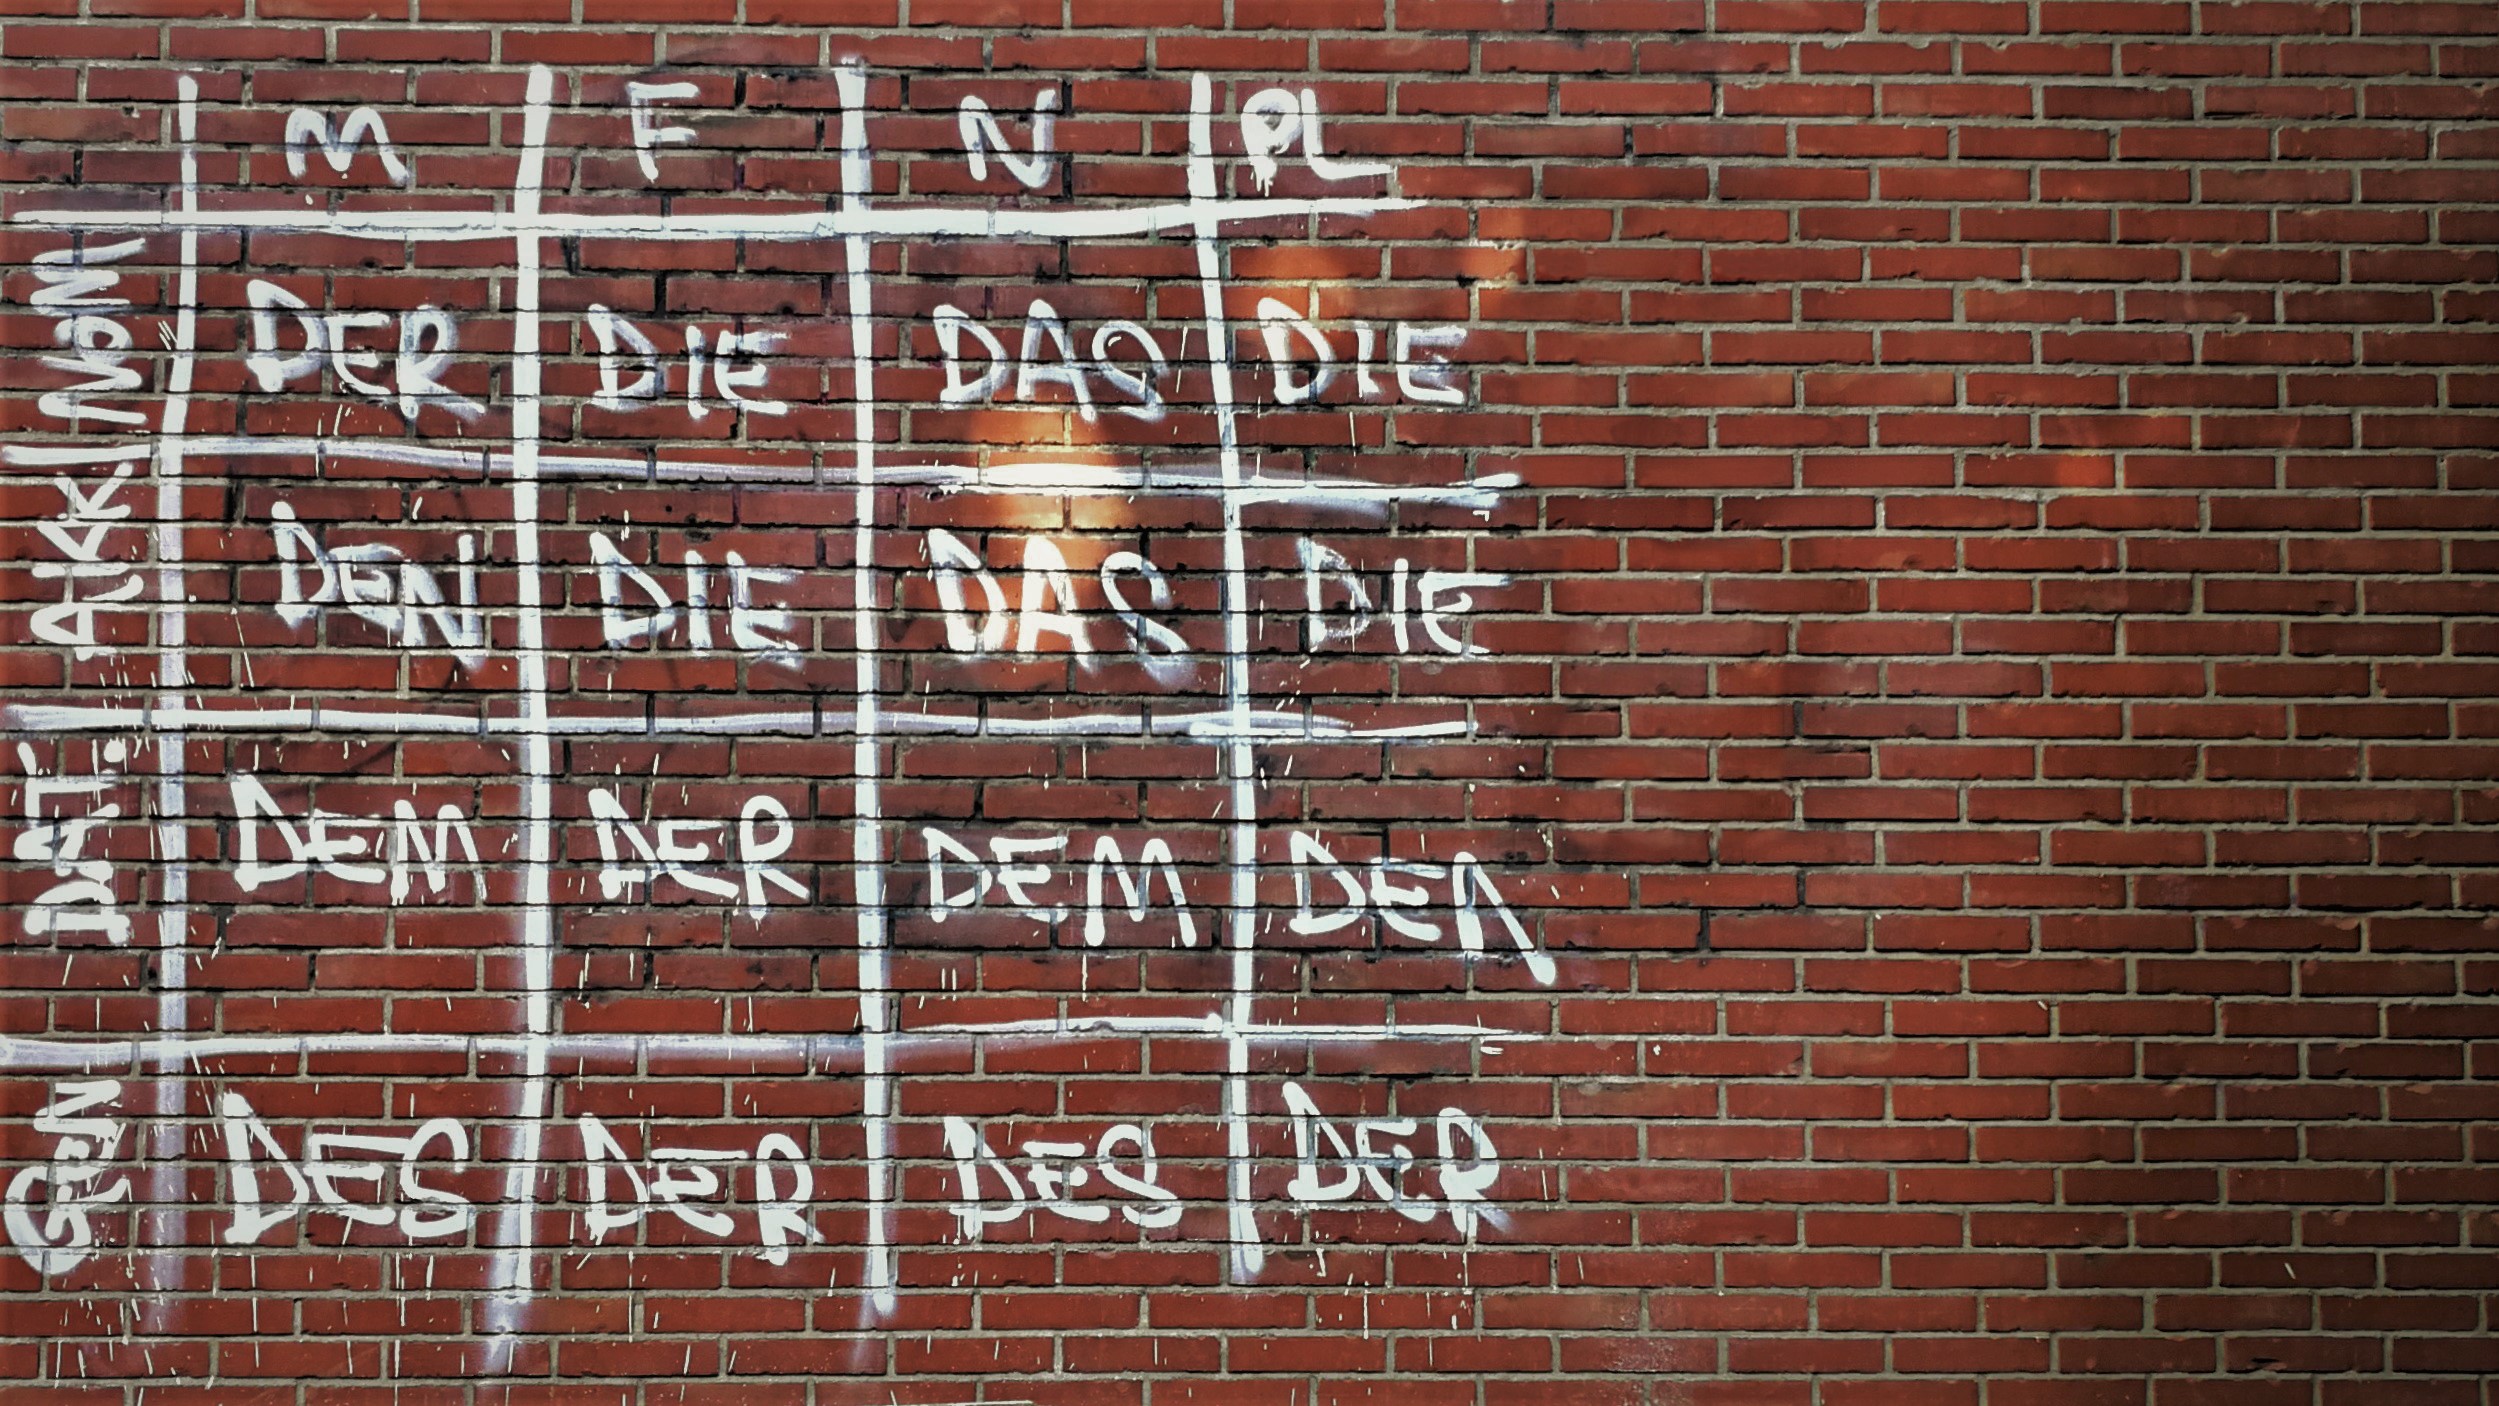 M F N PL
NOM DER DIE DAS DIE
AKK DEN DIE DAS DIE
DAT. DEM DER DEM DEN
GEN DES DER DES DER